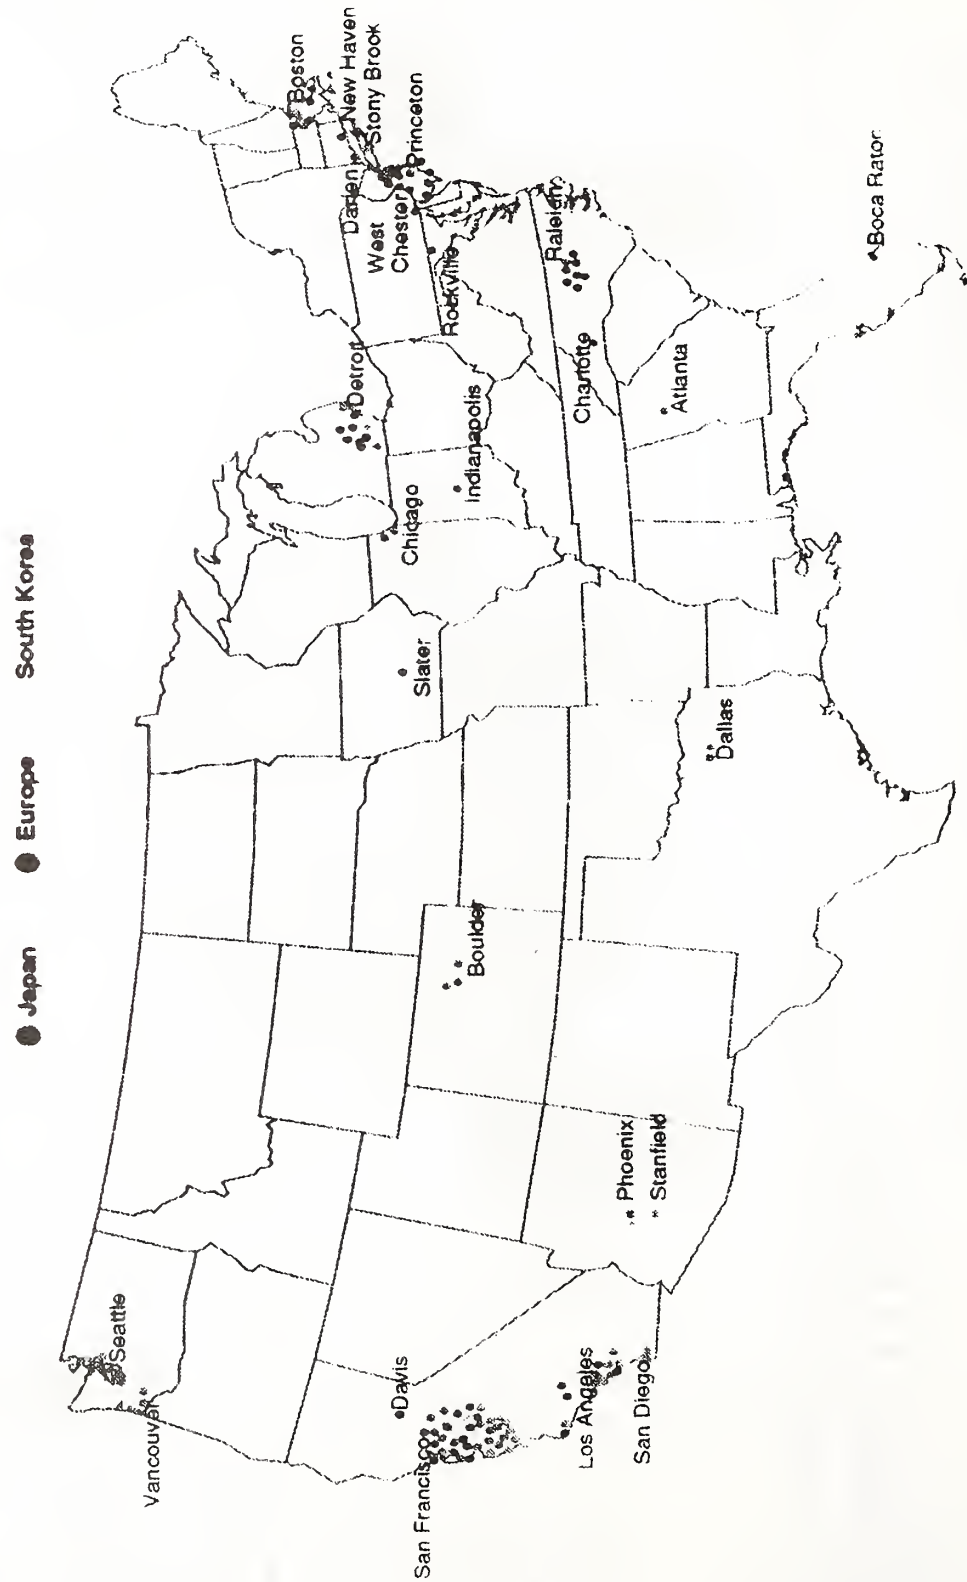 Japan Europe South Korea
Seattle
Vancouver
Boston
New Haven
Stony Brook
Darien
Princeton
West
Chester
Rockville
Detroit
Chicago
Slater
Indianapolis
Davis
San Francisco
Boulder
Raleigh
Charlotte
Atlanta
Phoenix
Stanfield
Dallas
Los Angeles
San Diego
Boca Raton